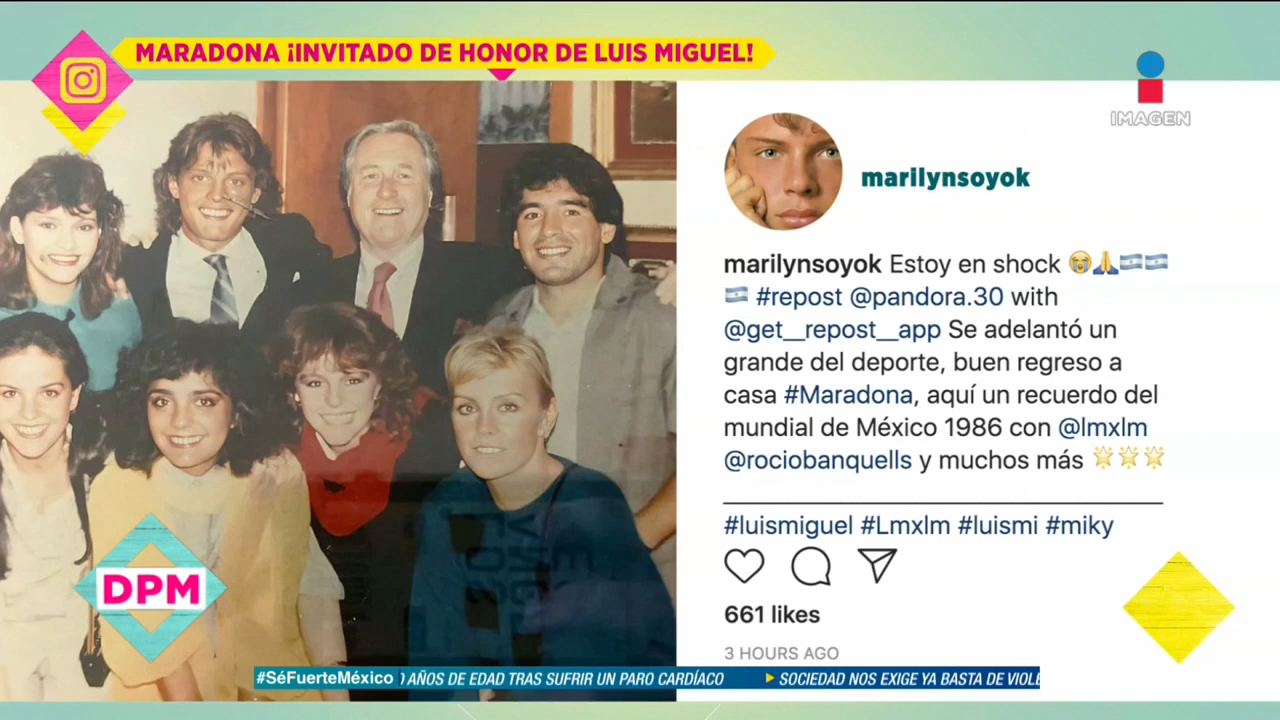 MARADONA ¡INVITADO DE HONOR DE LUIS MIGUEL!
IMAGEN
marilynsoyok
marilynsoyok Estoy en shock 😭🙏🇦🇷🇦🇷
🇦🇷 #repost @pandora.30 with
@get__repost__app Se adelantó un
grande del deporte, buen regreso a
casa #Maradona, aquí un recuerdo del
mundial de México 1986 con @lmxlm
@rociobanquells y muchos más 🌟🌟🌟
#luismiguel #Lmxlm #luismi #miky
661 likes
3 HOURS AGO
DPM
#SéFuerteMéxico AÑOS DE EDAD TRAS SUFRIR UN PARO CARDÍACO SOCIEDAD NOS EXIGE YA BASTA DE